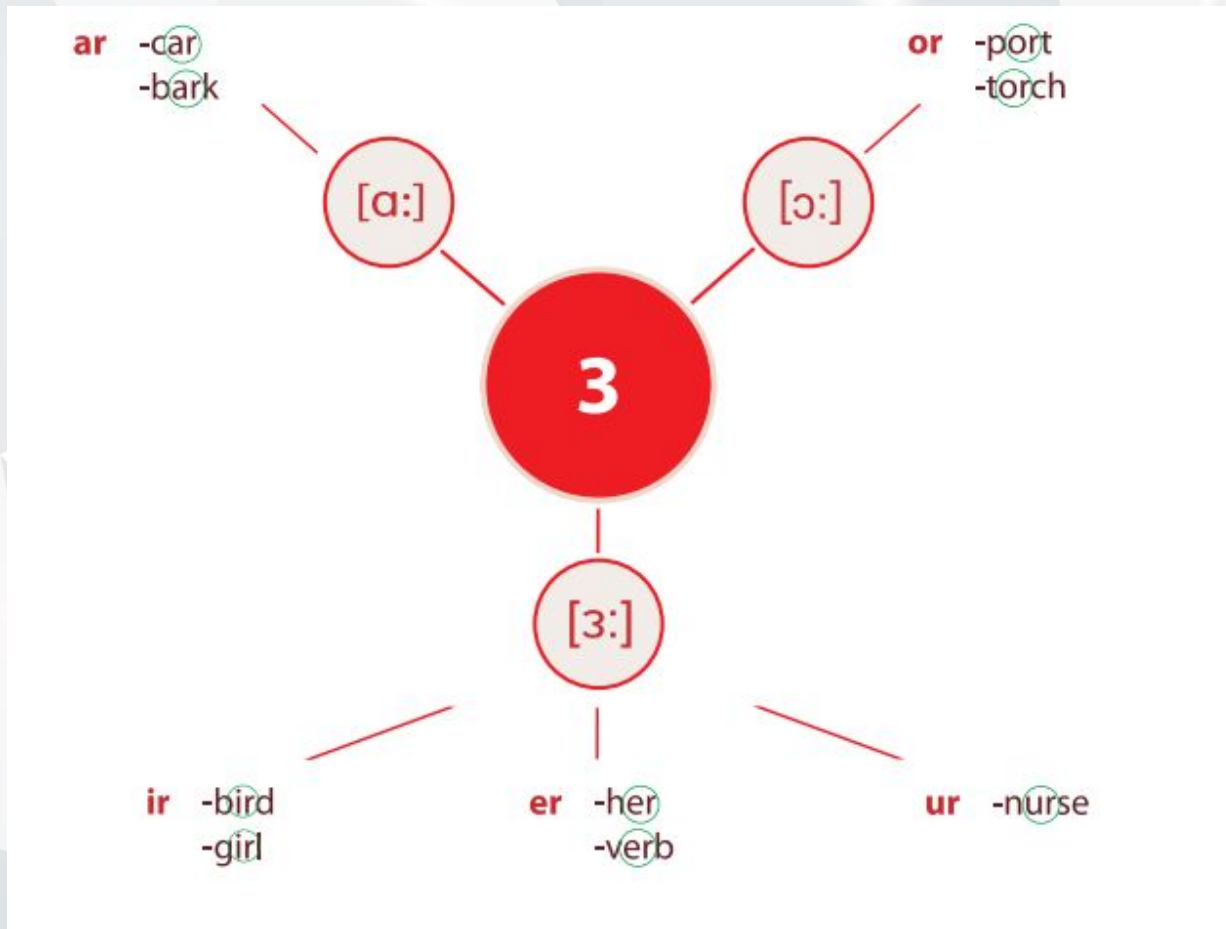 ar -car
-bark
or -port
-torch
[ɑ:]
[ɔ:]
3
[ɜ:]
ir -bird
-girl
er -her
-verb
ur -nurse